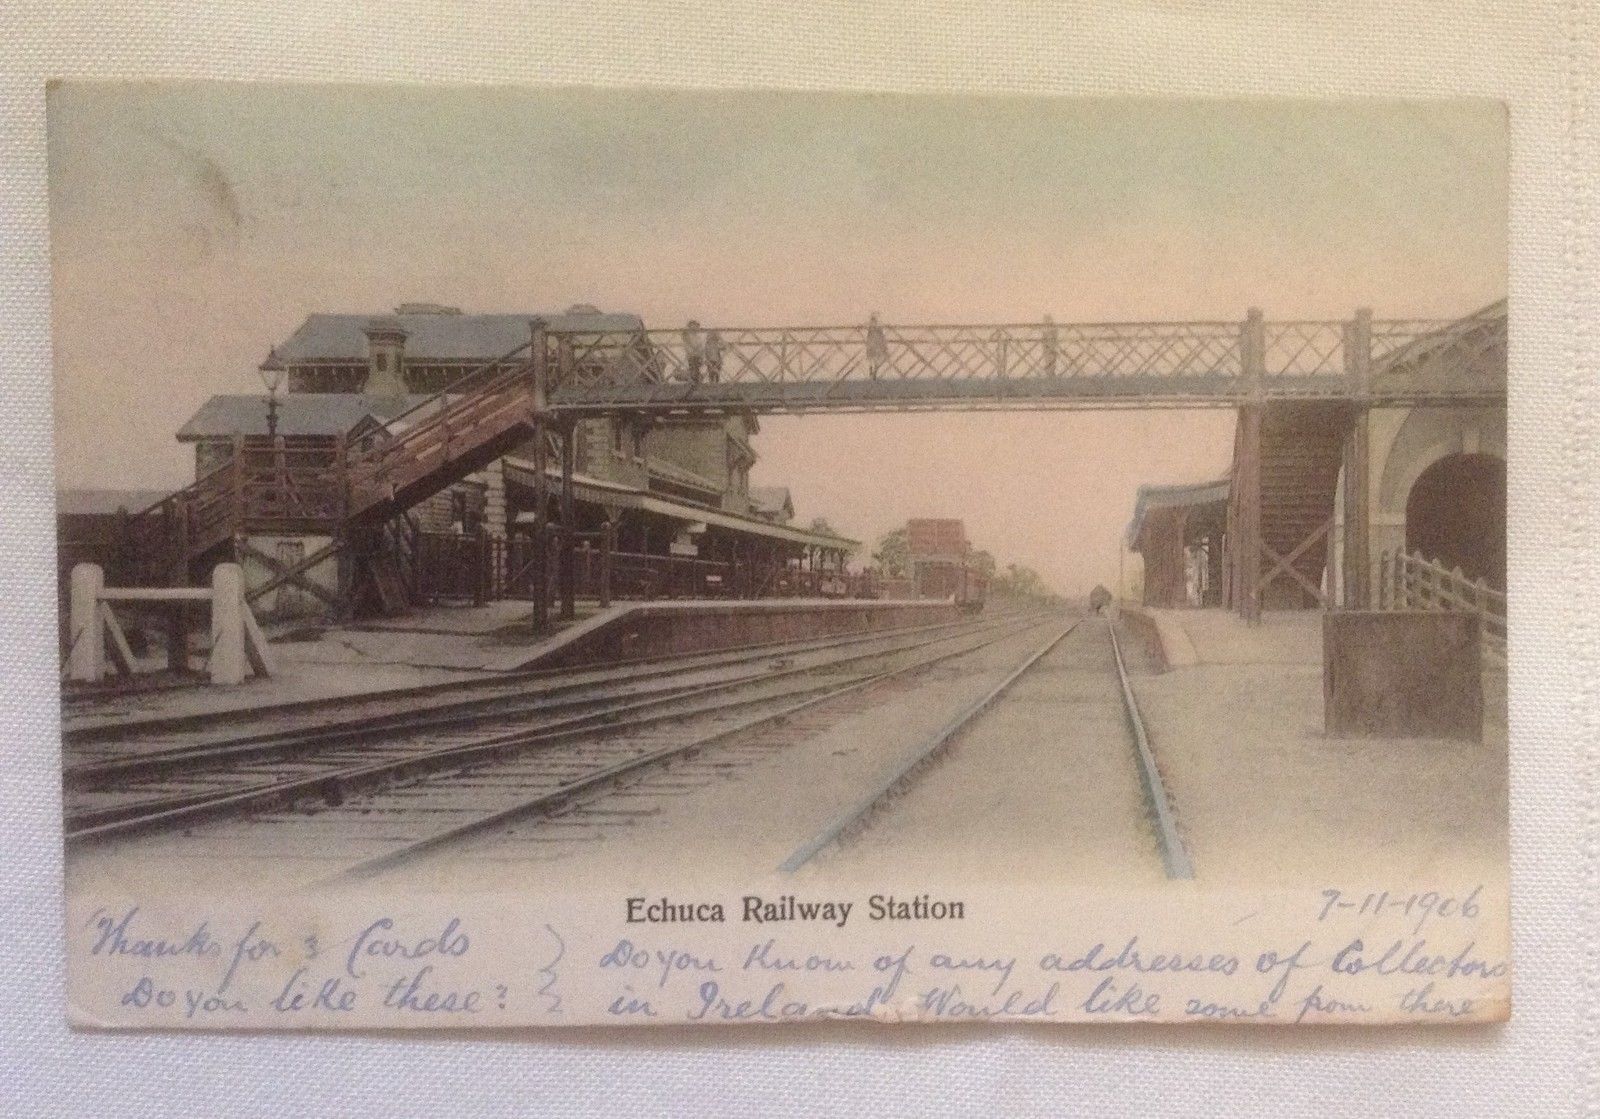 Echuca Railway Station
7-11-1906
Thanks for 3 Cards
Do you like these?
Do you Know of any addresses of Collectors
in Ireland. Would like some from there